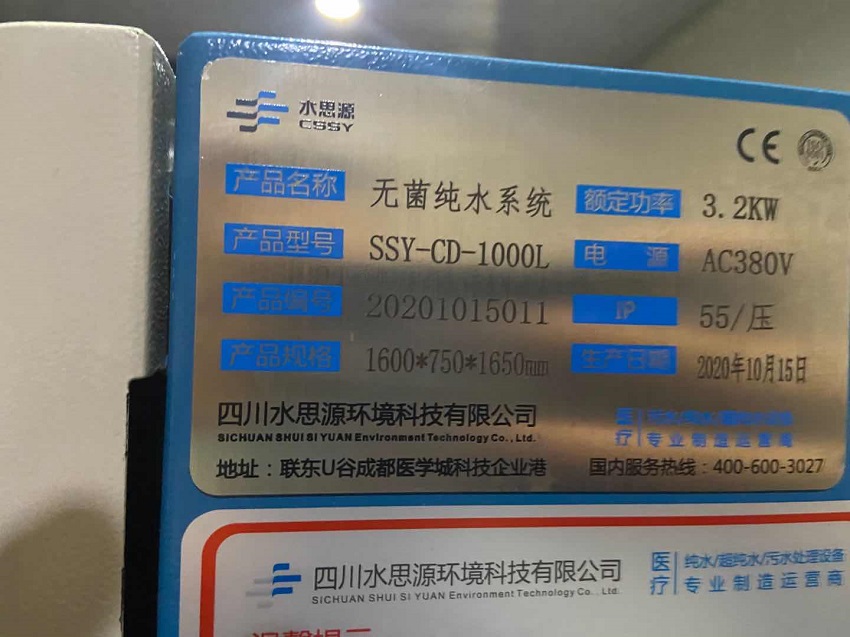 水思源
CSSY
CE
产品名称 无菌纯水系统 额定功率 3.2KW
产品型号 SSY-CD-1000L 电 源 AC380V
产品编号 20201015011 IP 55/压
产品规格 1600*750*1650mm 生产日期 2020年10月15日
四川水思源环境科技有限公司
SICHUAN SHUI SI YUAN Environment Technology Co., Ltd.
医疗
专业制造运营商
地址：联东U谷成都医学城科技企业港 国内服务热线：400-600-3027
四川水思源环境科技有限公司
SICHUAN SHUI SI YUAN Environment Technology Co., Ltd.
医疗
纯水/超纯水/污水处理设备
专业制造运营商
温馨提示